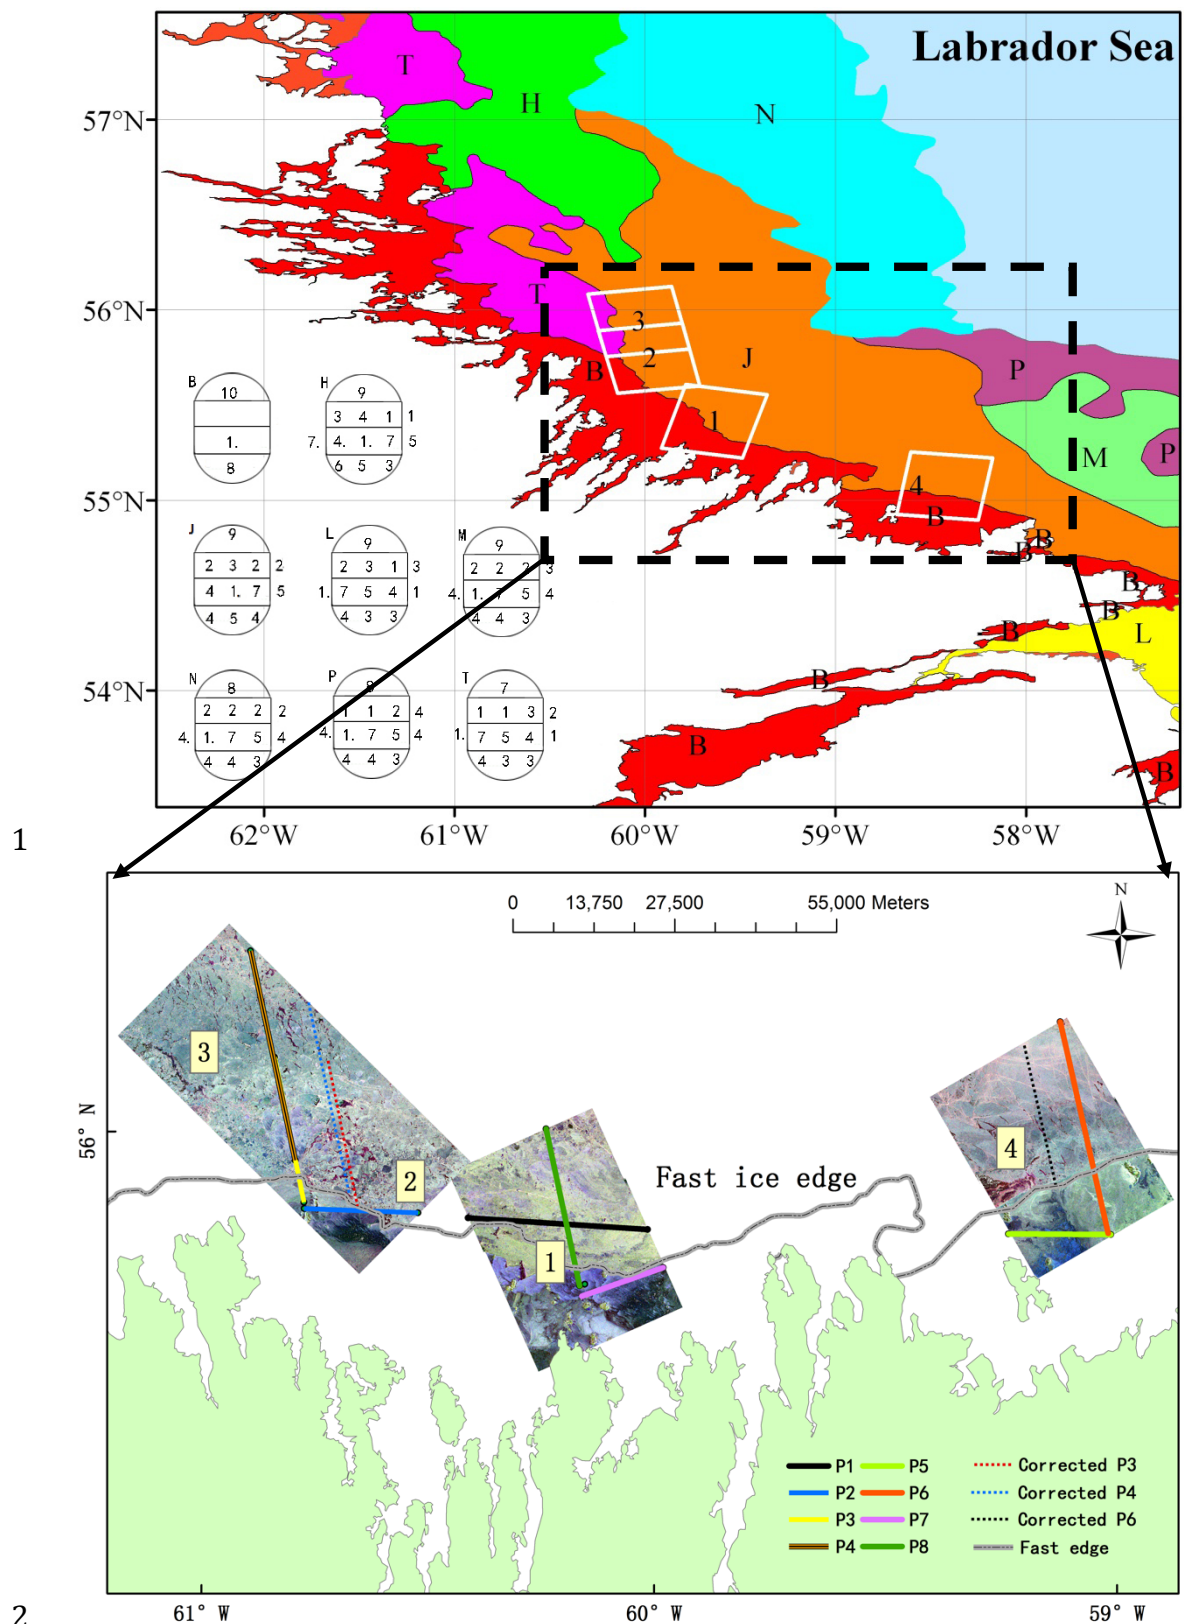 Labrador Sea
T
H
N
57°N
56°N
T
3
2
J
B
P
1
M
P
55°N
4
B
B
B
B
B
B
L
54°N
B
B
B
B
10
1.
8
H
9
3 4 1 1
7. 4. 1. 7 5
6 5 3
J
9
2 3 2 2
4 1. 7 5
4 5 4
L
9
2 3 1 3
1. 7 5 4 1
4 3 3
M
9
2 2 2 3
4. 1. 7 5 4
4 4 3
N
8
2 2 2 2
4. 1. 7 5 4
4 4 3
P
8
1 1 2 4
4. 1. 7 5 4
4 4 3
T
7
1 1 3 2
1. 7 5 4 1
4 3 3
1
62°W 61°W 60°W 59°W 58°W
0 13,750 27,500 55,000 Meters
N
3
56° N
2
1
Fast ice edge
4
P1 P5 Corrected P3
P2 P6 Corrected P4
P3 P7 Corrected P6
P4 P8 Fast edge
61° W 60° W 59° W
2